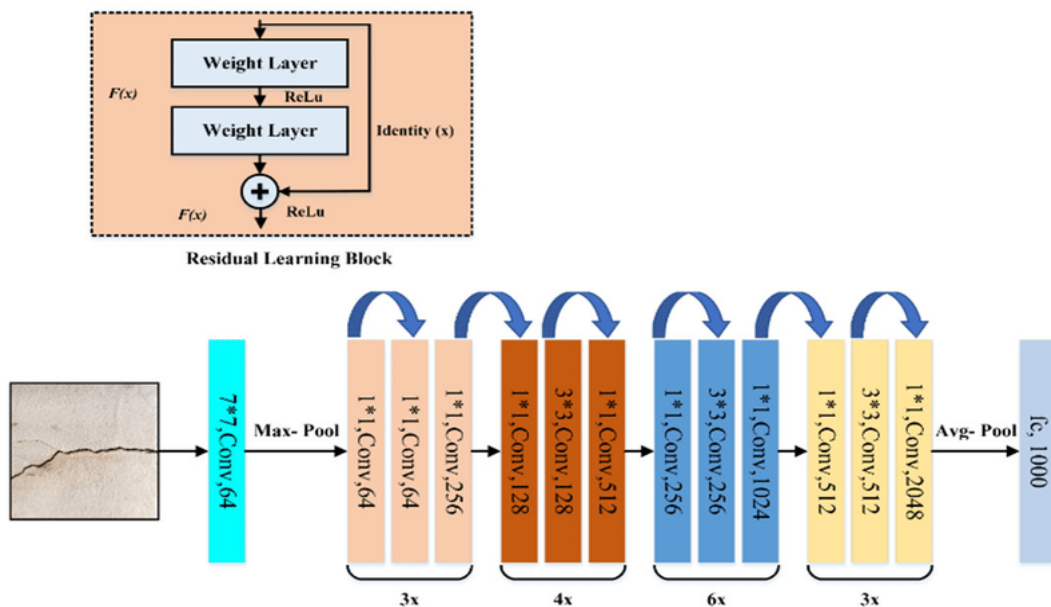 Weight Layer
F(x)
ReLu
Weight Layer
Identity (x)
F(x)
ReLu
Residual Learning Block
7*7,Conv,64
Max- Pool
1*1,Conv,64
1*1,Conv,64
1*1,Conv,256
1*1,Conv,128
3*3,Conv,128
1*1,Conv,512
1*1,Conv,256
3*3,Conv,256
1*1,Conv,1024
1*1,Conv,512
3*3,Conv,512
1*1,Conv,2048
Avg- Pool
fc, 1000
3x
4x
6x
3x